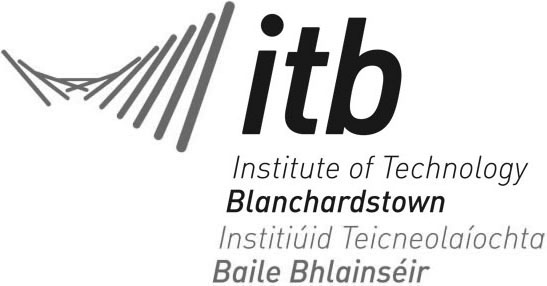 itb
Institute of Technology
Blanchardstown
Institiúid Teicneolaíochta
Baile Bhlainséir